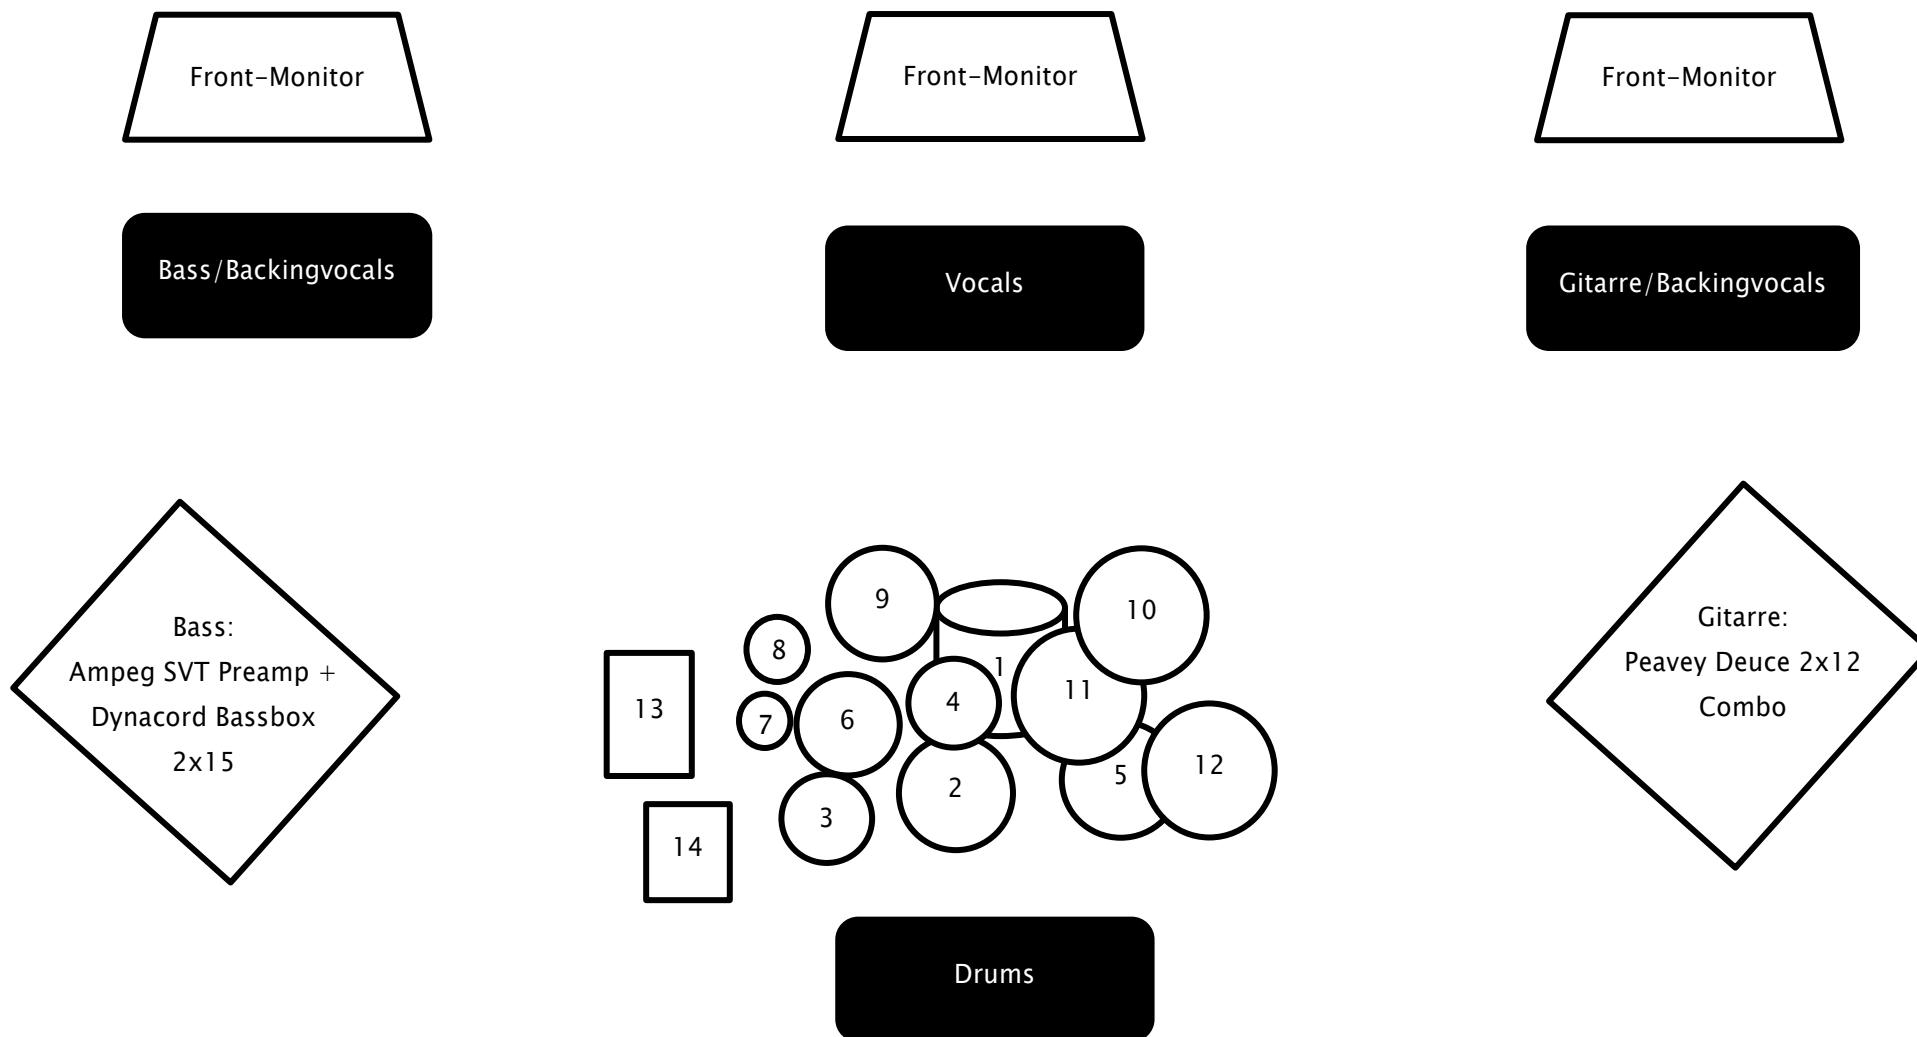 Front-Monitor
Front-Monitor
Front-Monitor
Bass/Backingvocals
Vocals
Gitarre/Backingvocals
Bass:
Ampeg SVT Preamp +
Dynacord Bassbox
2x15
9
10
8
1
13
7
6
4
11
3
2
5
12
14
Gitarre:
Peavey Deuce 2x12
Combo
Drums